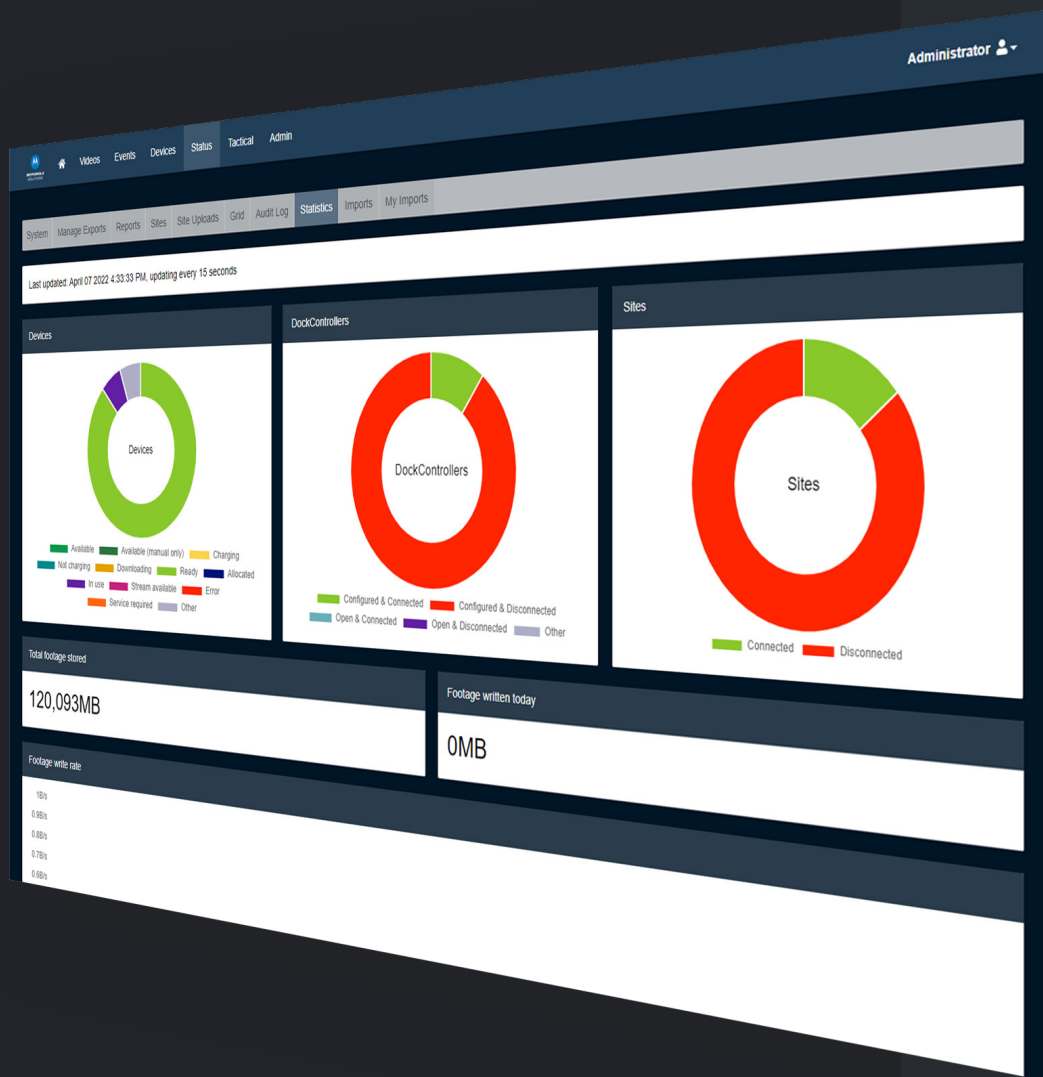 Administrator
MOTOROLA
SOLUTIONS
Videos Events Devices Status Tactical Admin
System Manage Exports Reports Sites Site Uploads Grid Audit Log Statistics Imports My Imports
Last updated: April 07 2022 4:33:33 PM, updating every 15 seconds
Devices
Devices
Available Available (manual only) Charging
Not charging Downloading Ready Allocated
In use Stream available Error
Service required Other
DockControllers
DockControllers
Configured & Connected Configured & Disconnected
Open & Connected Open & Disconnected Other
Sites
Sites
Connected Disconnected
Total footage stored
120,093MB
Footage written today
0MB
Footage write rate
1B/s
0.9B/s
0.8B/s
0.7B/s
0.6B/s